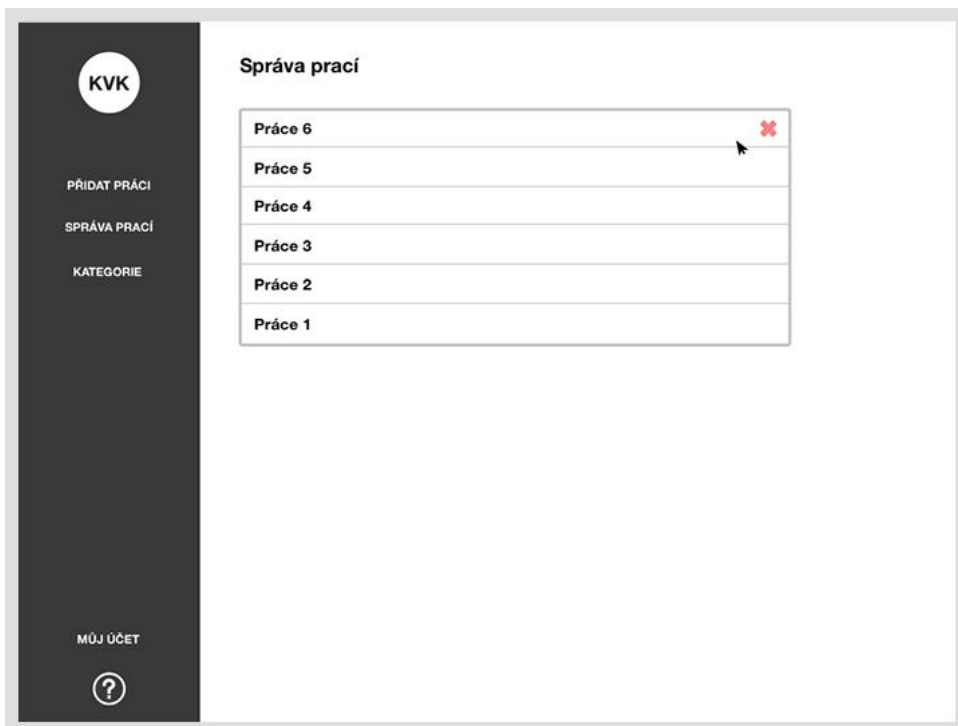 KVK
PŘIDAT PRÁCI
SPRÁVA PRACÍ
KATEGORIE
MŮJ ÚČET
?
Správa prací
Práce 6
Práce 5
Práce 4
Práce 3
Práce 2
Práce 1